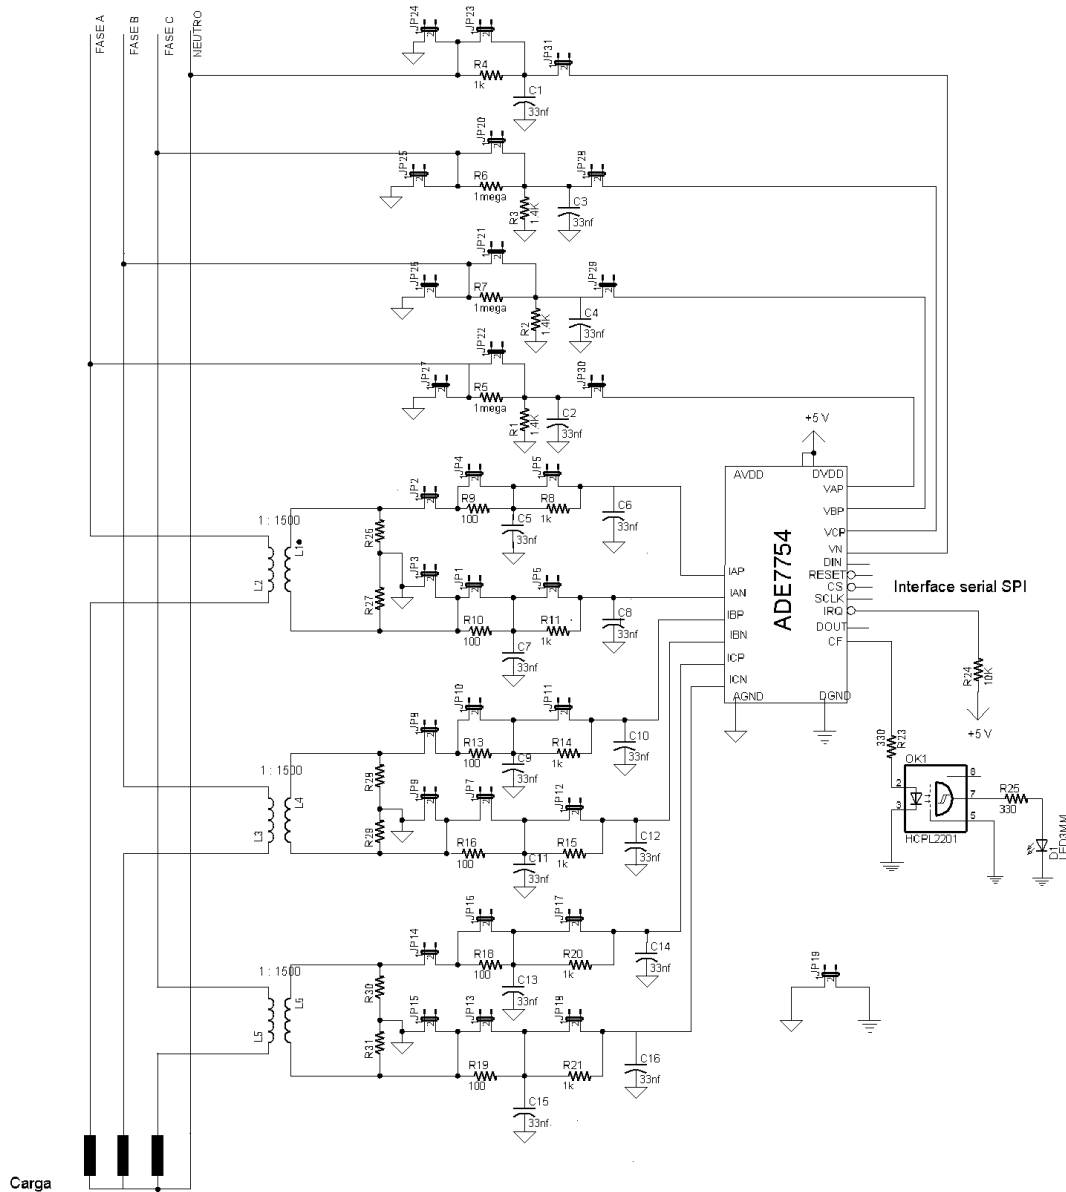 FASE A
FASE B
FASE C
NEUTRO
JP24
JP23
JP31
R4
1k
C1
33nf
JP20
JP25
JP28
R6
1mega
R3
1.4K
C3
33nf
JP21
JP26
JP29
R7
1mega
R2
1.4K
C4
33nf
JP22
JP27
JP30
R5
1mega
R1
1.4K
C2
33nf
+5 V
AVDD
DVDD
VAP
VBP
VCP
VN
DIN
RESET
CS
SCLK
IRQ
DOUT
CF
IAP
IAN
IBP
IBN
ICP
ICN
AGND
DGND
ADE7754
Interface serial SPI
1 : 1500
L2
L1
R26
R27
JP2
JP4
JP5
R9
100
R8
1k
C5
33nf
C6
33nf
JP3
JP1
JP6
R10
100
R11
1k
C7
33nf
C8
33nf
R24
10K
+5 V
330
R23
OK1
2
3
8
7
5
HCPL2201
R25
330
D1
LED3MM
1 : 1500
L3
L4
R28
R29
JP10
JP11
R13
100
R14
1k
C9
33nf
C10
33nf
JP9
JP7
JP12
R16
100
R15
1k
C11
33nf
C12
33nf
1 : 1500
L5
L6
R30
R31
JP14
JP16
JP17
R18
100
R20
1k
C13
33nf
C14
33nf
JP15
JP13
JP18
R19
100
R21
1k
C15
33nf
C16
33nf
JP19
Carga